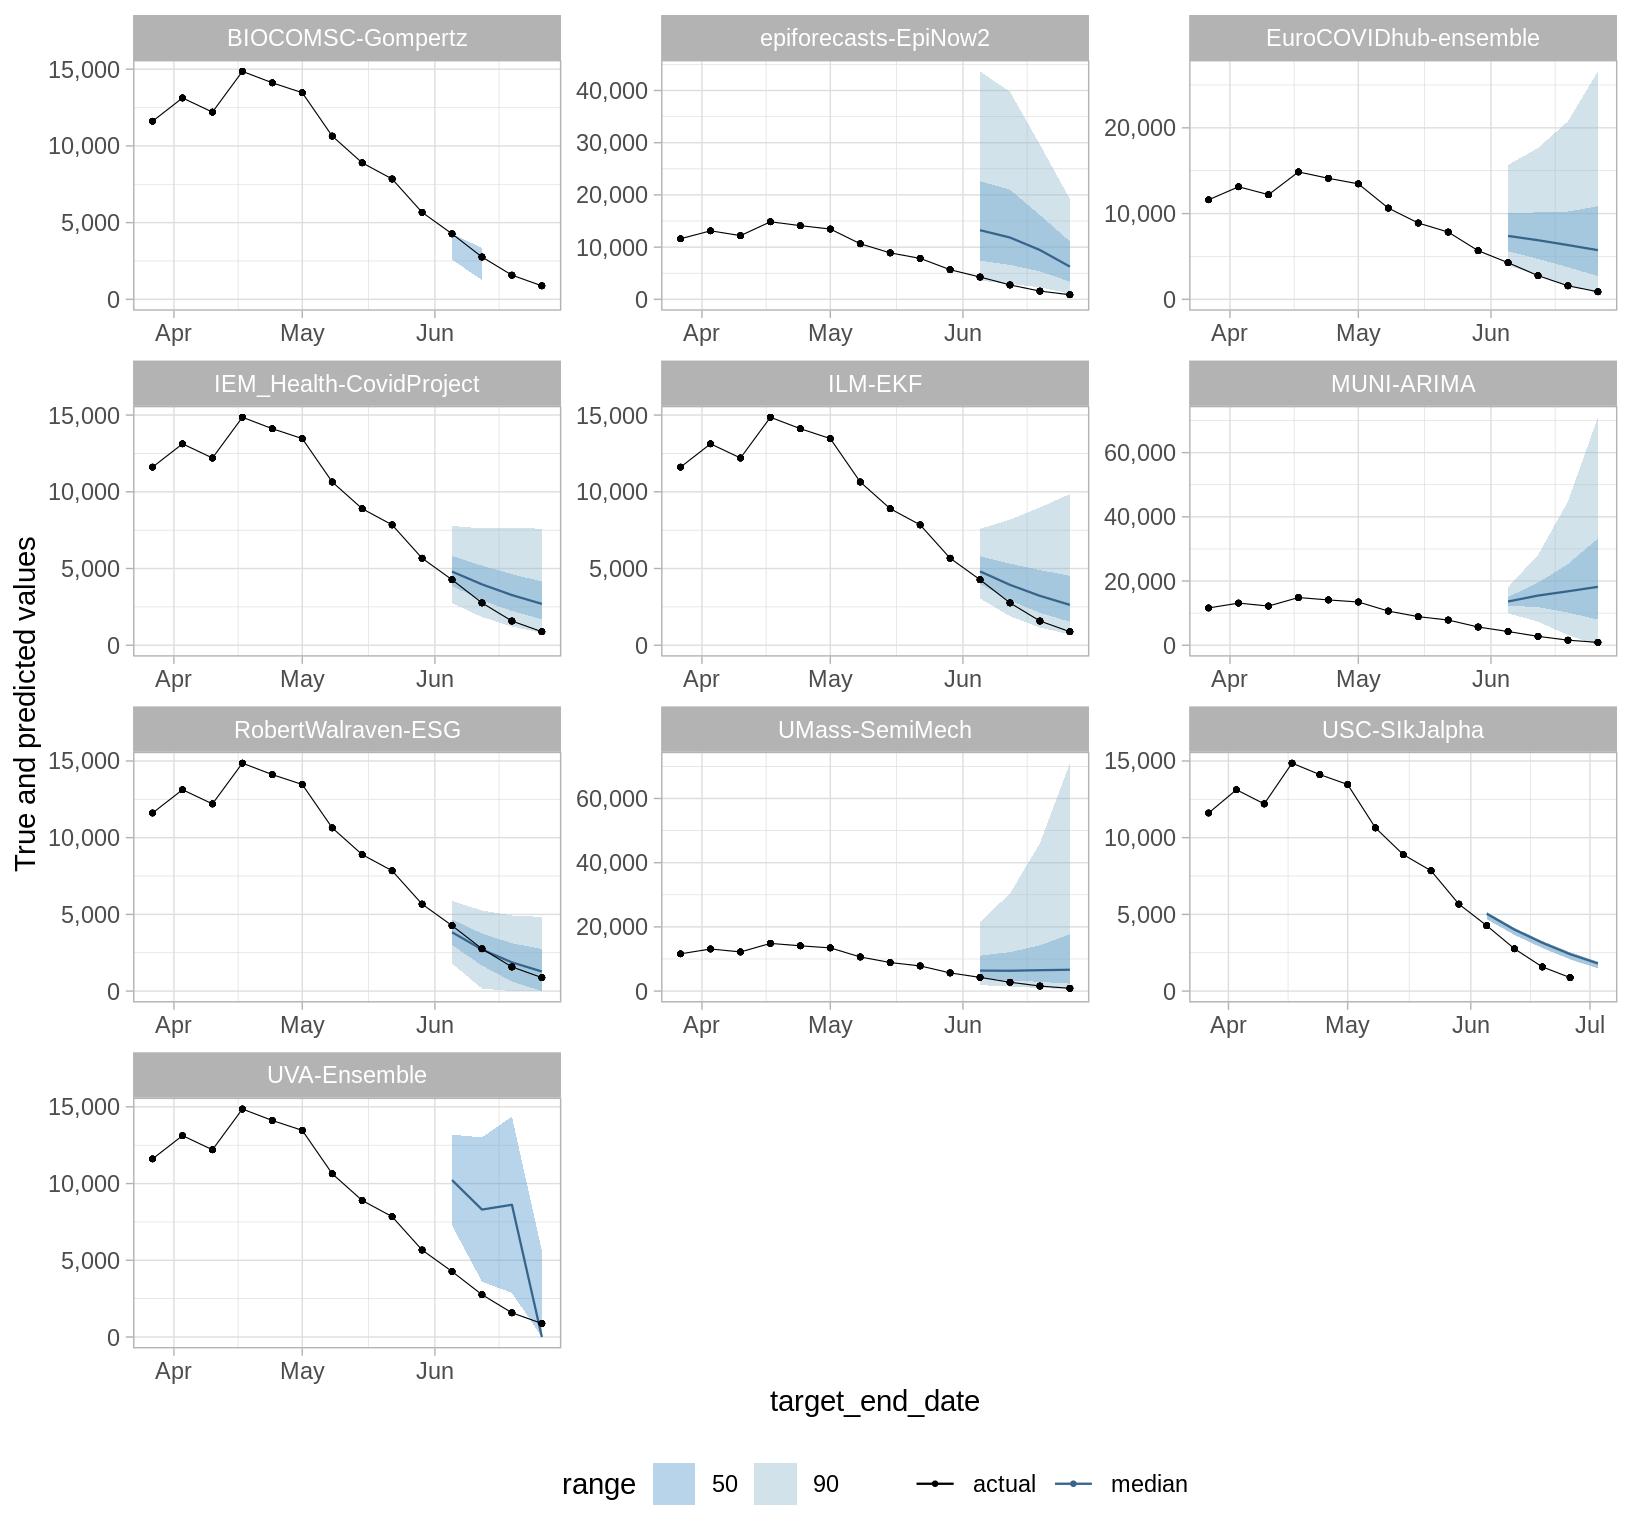 BIOCOMSC-Gompertz
15,000
10,000
5,000
0
Apr May Jun
epiforecasts-EpiNow2
40,000
30,000
20,000
10,000
0
Apr May Jun
EuroCOVIDhub-ensemble
20,000
10,000
0
Apr May Jun
IEM_Health-CovidProject
15,000
10,000
5,000
0
Apr May Jun
ILM-EKF
15,000
10,000
5,000
0
Apr May Jun
MUNI-ARIMA
60,000
40,000
20,000
0
Apr May Jun
RobertWalraven-ESG
15,000
10,000
5,000
0
Apr May Jun
UMass-SemiMech
60,000
40,000
20,000
0
Apr May Jun
USC-SIkJalpha
15,000
10,000
5,000
0
Apr May Jun Jul
UVA-Ensemble
15,000
10,000
5,000
0
Apr May Jun
True and predicted values
target_end_date
range 50 90 actual median